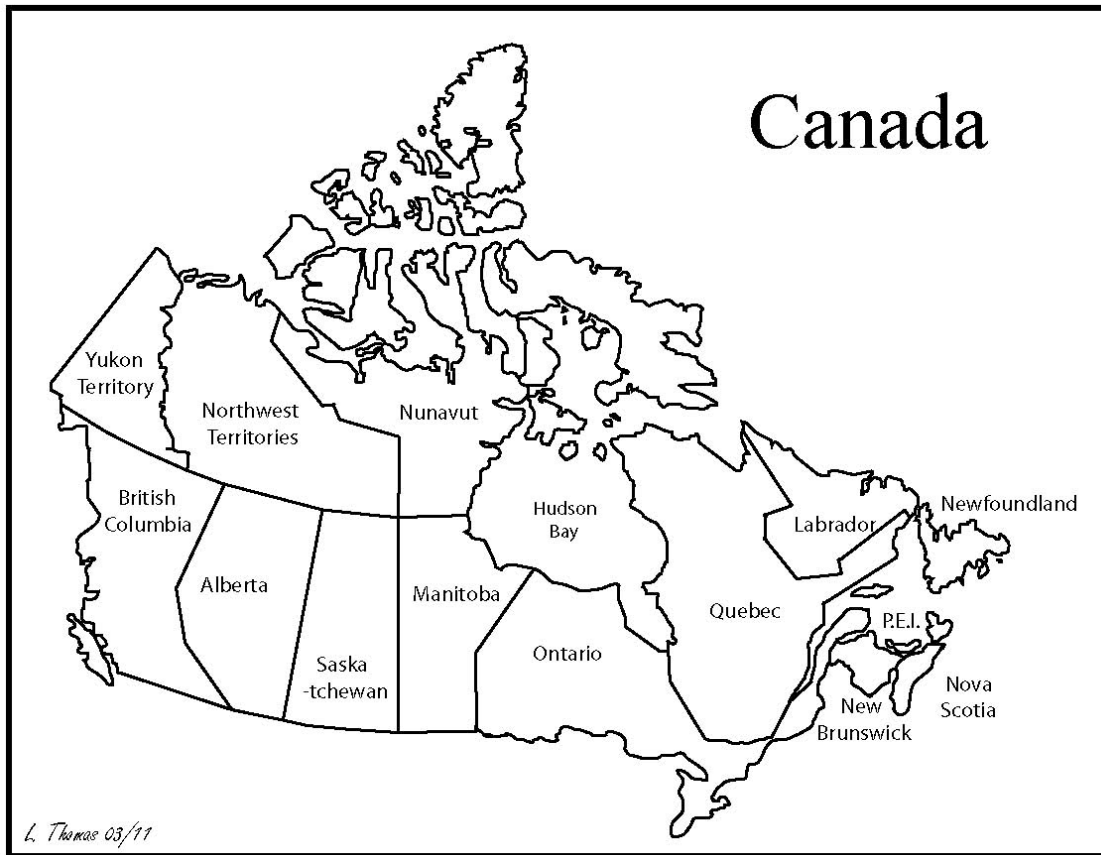 Canada
Yukon
Territory
Northwest
Territories
Nunavut
British
Columbia
Alberta
Saska
-tchewan
Manitoba
Hudson
Bay
Ontario
Quebec
Labrador
Newfoundland
P.E.I.
Nova
Scotia
New
Brunswick
L Thomas 03/11